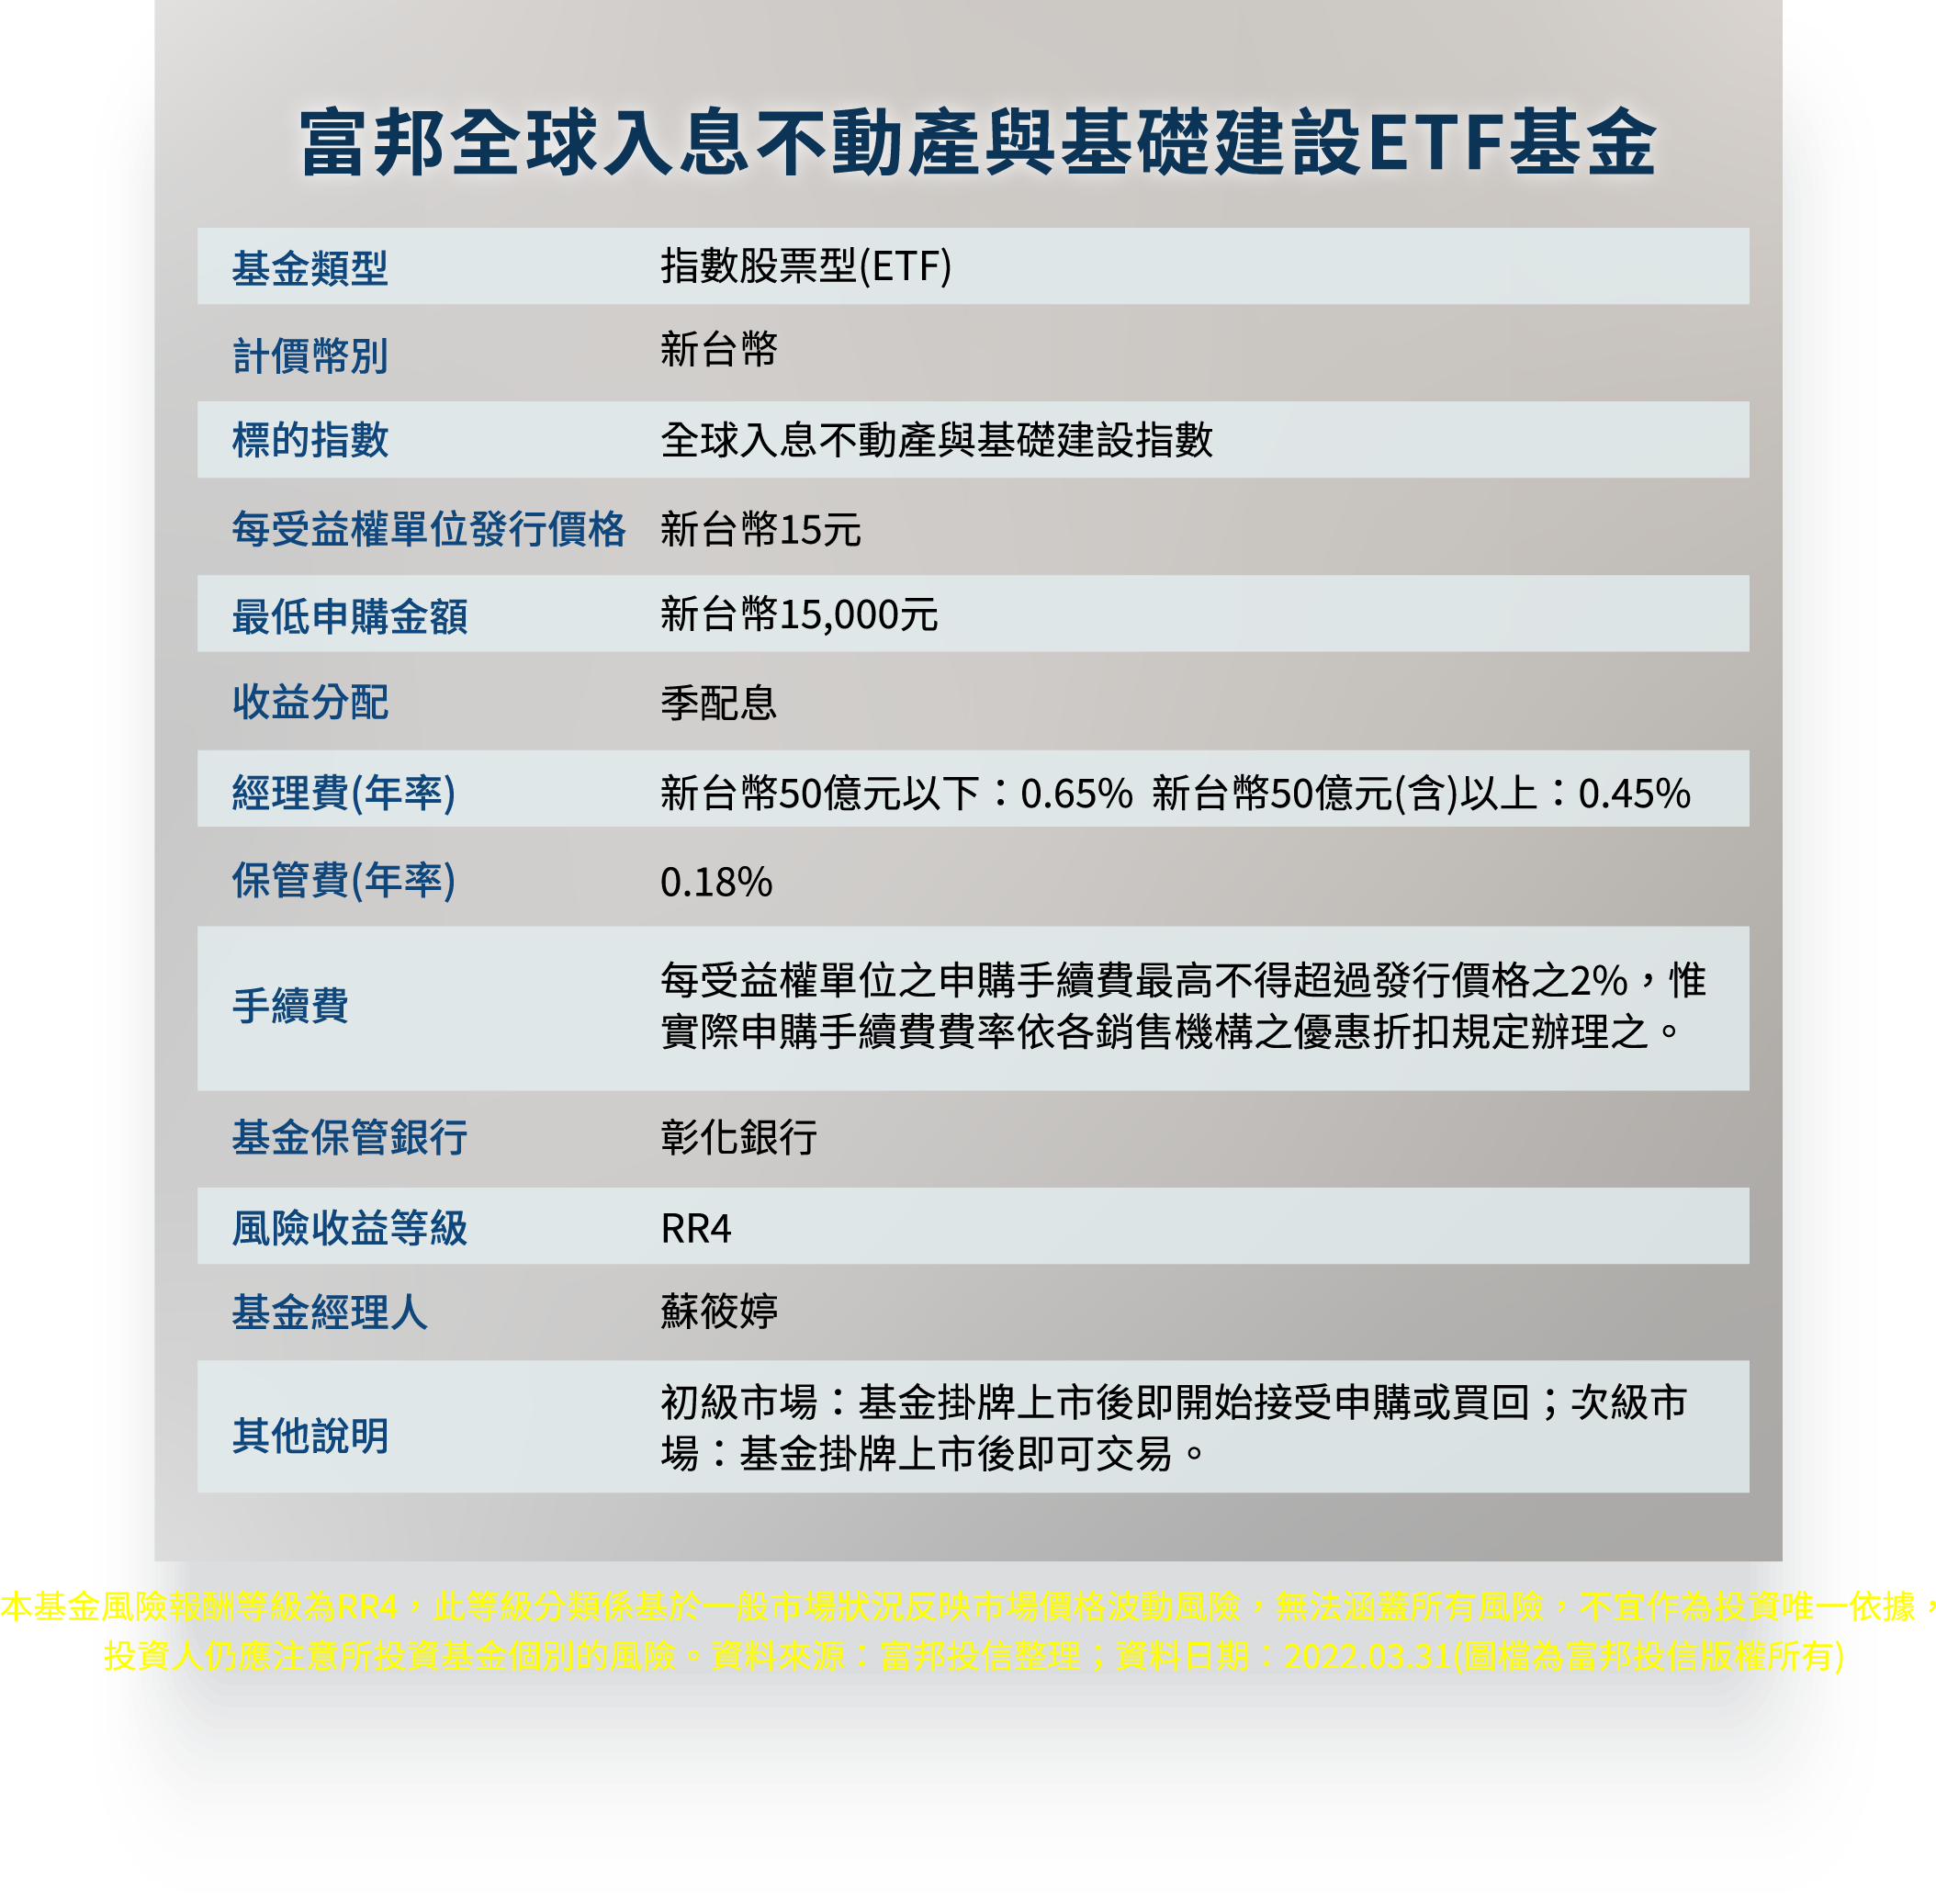 富邦全球入息不動產與基礎建設ETF基金
基金類型 指數股票型(ETF)
計價幣別 新台幣
標的指數 全球入息不動產與基礎建設指數
每受益權單位發行價格 新台幣15元
最低申購金額 新台幣15,000元
收益分配 季配息
經理費(年率) 新台幣50億元以下：0.65% 新台幣50億元(含)以上：0.45%
保管費(年率) 0.18%
手續費 每受益權單位之申購手續費最高不得超過發行價格之2%，惟
實際申購手續費費率依各銷售機構之優惠折扣規定辦理之。
基金保管銀行 彰化銀行
風險收益等級 RR4
基金經理人 蘇筱婷
其他說明 初級市場：基金掛牌上市後即開始接受申購或買回；次級市
場：基金掛牌上市後即可交易。
本基金風險報酬等級為RR4，此等級分類係基於一般市場狀況反映市場價格波動風險，無法涵蓋所有風險，不宜作為投資唯一依據，
投資人仍應注意所投資基金個別的風險。資料來源：富邦投信整理；資料日期：2022.03.31(圖檔為富邦投信版權所有)